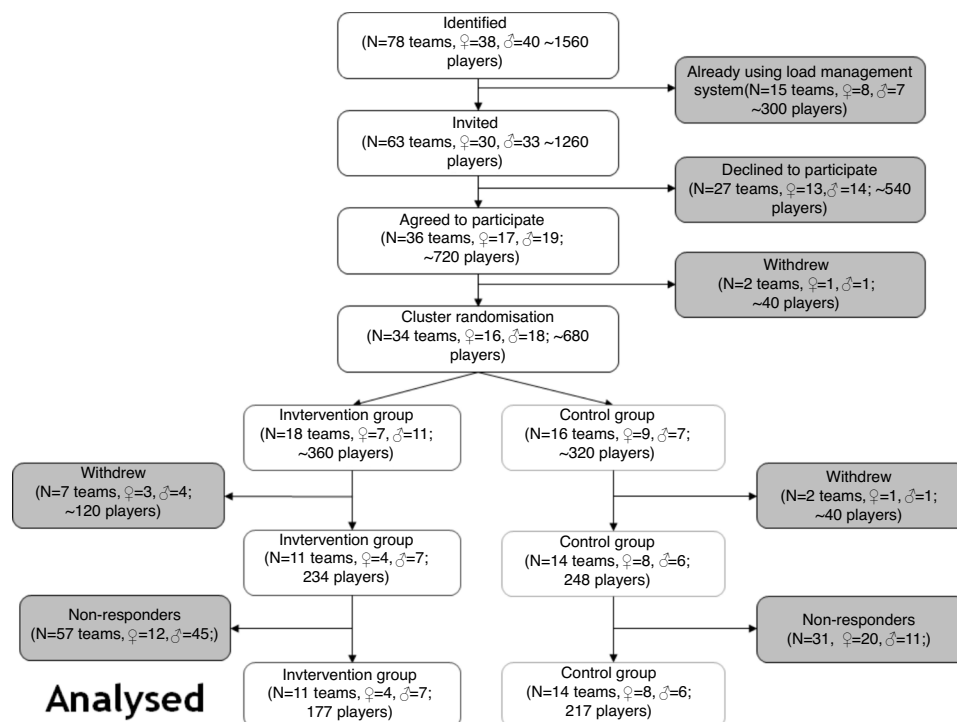 Identified
(N=78 teams, ♀=38, ♂=40 ~1560
players)
Already using load management
system(N=15 teams, ♀=8, ♂=7
~300 players)
Invited
(N=63 teams, ♀=30, ♂=33 ~1260
players)
Declined to participate
(N=27 teams, ♀=13,♂=14; ~540
players)
Agreed to participate
(N=36 teams, ♀=17, ♂=19;
~720 players)
Withdrew
(N=2 teams, ♀=1, ♂=1;
~40 players)
Cluster randomisation
(N=34 teams, ♀=16, ♂=18; ~680
players)
Invtervention group
(N=18 teams, ♀=7, ♂=11;
~360 players)
Control group
(N=16 teams, ♀=9, ♂=7;
~320 players)
Withdrew
(N=7 teams, ♀=3, ♂=4;
~120 players)
Withdrew
(N=2 teams, ♀=1, ♂=1;
~40 players)
Invtervention group
(N=11 teams, ♀=4, ♂=7;
234 players)
Control group
(N=14 teams, ♀=8, ♂=6;
248 players)
Non-responders
(N=57 teams, ♀=12,♂=45;)
Non-responders
(N=31, ♀=20, ♂=11;)
Invtervention group
(N=11 teams, ♀=4, ♂=7;
177 players)
Control group
(N=14 teams, ♀=8, ♂=6;
217 players)
Analysed